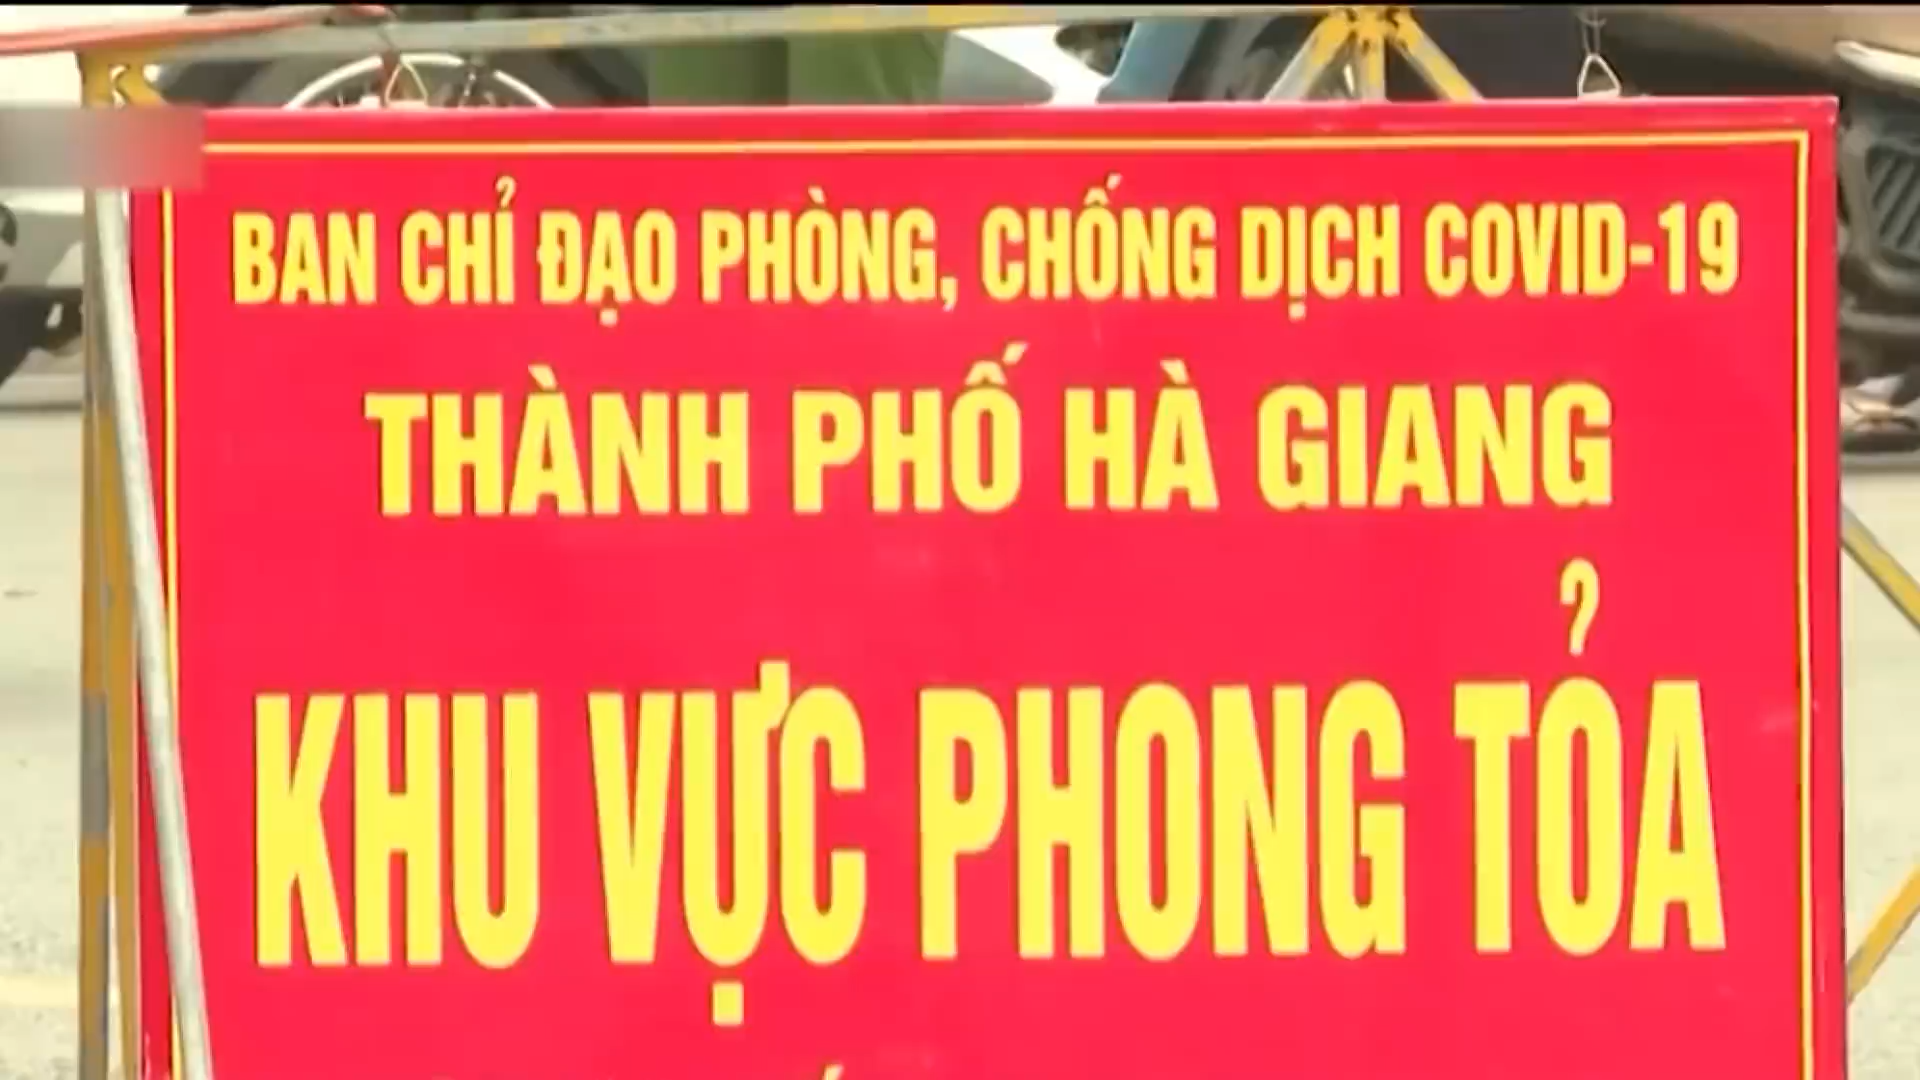 BAN CHỈ ĐẠO PHÒNG, CHỐNG DỊCH COVID-19
THÀNH PHỐ HÀ GIANG
KHU VỰC PHONG TỎA